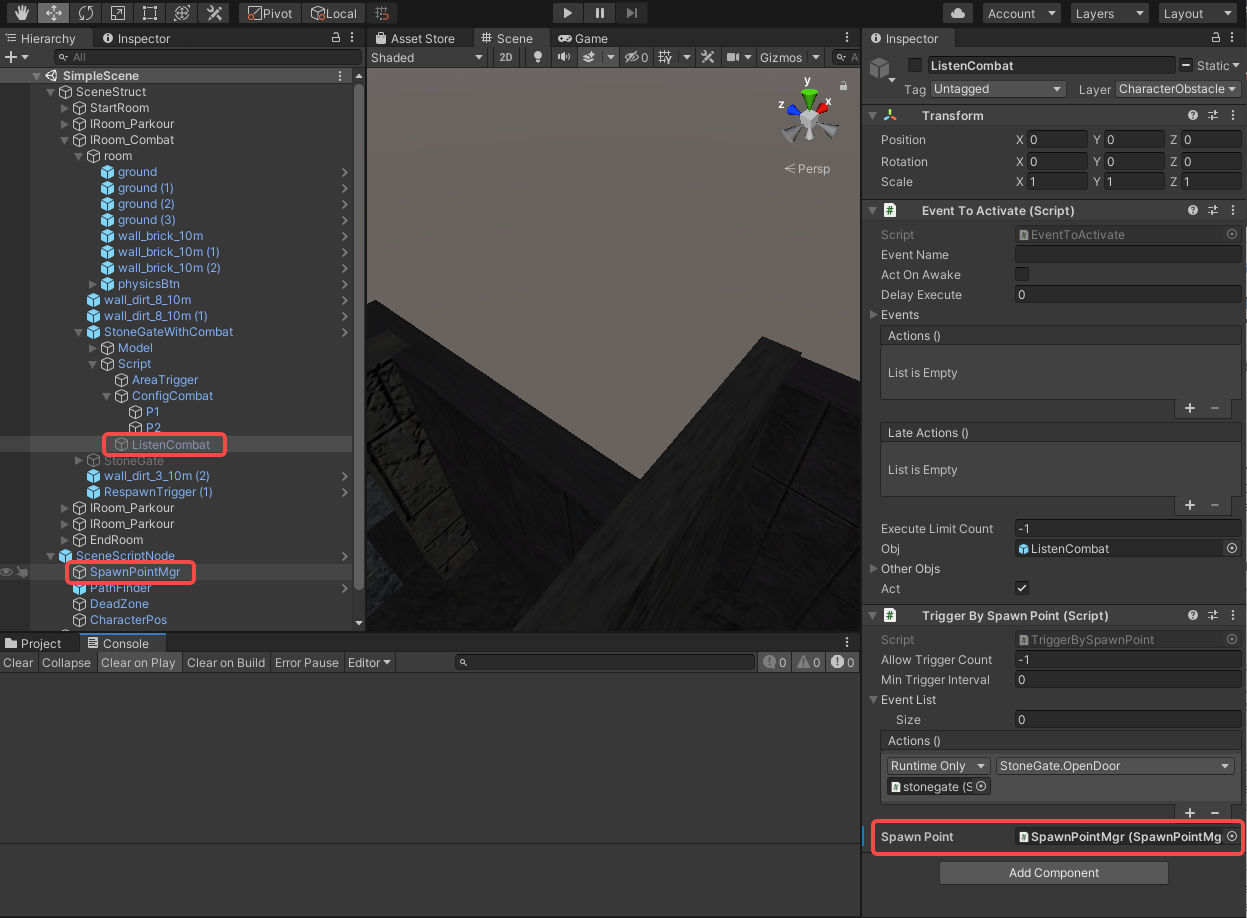 Pivot Local Account Layers Layout
Hierarchy Inspector
All
SimpleScene
SceneStruct
StartRoom
IRoom_Parkour
IRoom_Combat
room
ground
ground (1)
ground (2)
ground (3)
wall_brick_10m
wall_brick_10m (1)
wall_brick_10m (2)
physicsBtn
wall_dirt_8_10m
wall_dirt_8_10m (1)
StoneGateWithCombat
Model
Script
AreaTrigger
ConfigCombat
P1
P2
ListenCombat
StoneGate
wall_dirt_3_10m (2)
RespawnTrigger (1)
IRoom_Parkour
IRoom_Parkour
EndRoom
SceneScriptNode
SpawnPointMgr
PathFinder
DeadZone
CharacterPos
Asset Store Scene Game
Shaded 2D 0 Gizmos A
y
z x
Persp
Project Console
Clear Collapse Clear on Play Clear on Build Error Pause Editor 0 0 0
Inspector
ListenCombat Static
Tag Untagged Layer CharacterObstacle
Transform
Position X 0 Y 0 Z 0
Rotation X 0 Y 0 Z 0
Scale X 1 Y 1 Z 1
Event To Activate (Script)
Script EventToActivate
Event Name
Act On Awake
Delay Execute 0
Events
Actions ()
List is Empty
Late Actions ()
List is Empty
Execute Limit Count -1
Obj ListenCombat
Other Objs
Act
Trigger By Spawn Point (Script)
Script TriggerBySpawnPoint
Allow Trigger Count -1
Min Trigger Interval 0
Event List
Size 0
Actions ()
Runtime Only StoneGate.OpenDoor
stonegate (S
Spawn Point SpawnPointMgr (SpawnPointMg
Add Component